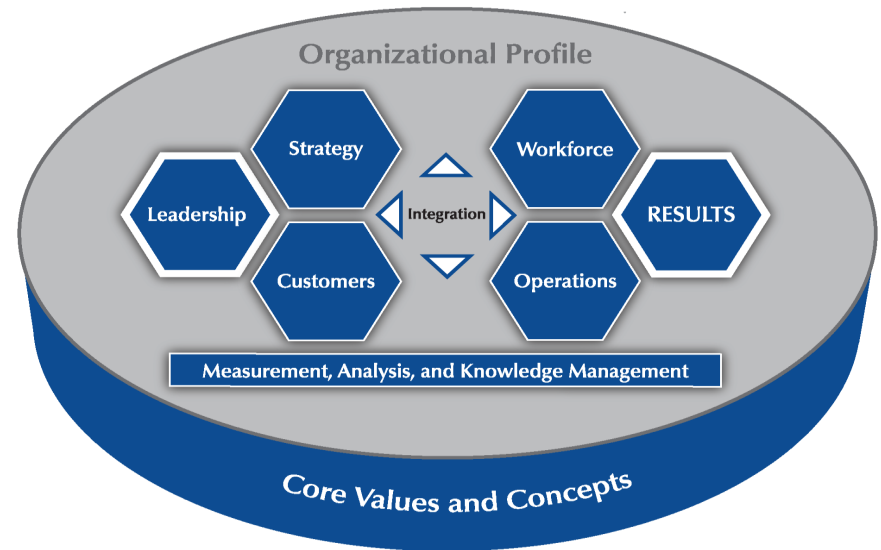 Organizational Profile
Strategy
Workforce
Leadership
Integration
RESULTS
Customers
Operations
Measurement, Analysis, and Knowledge Management
Core Values and Concepts